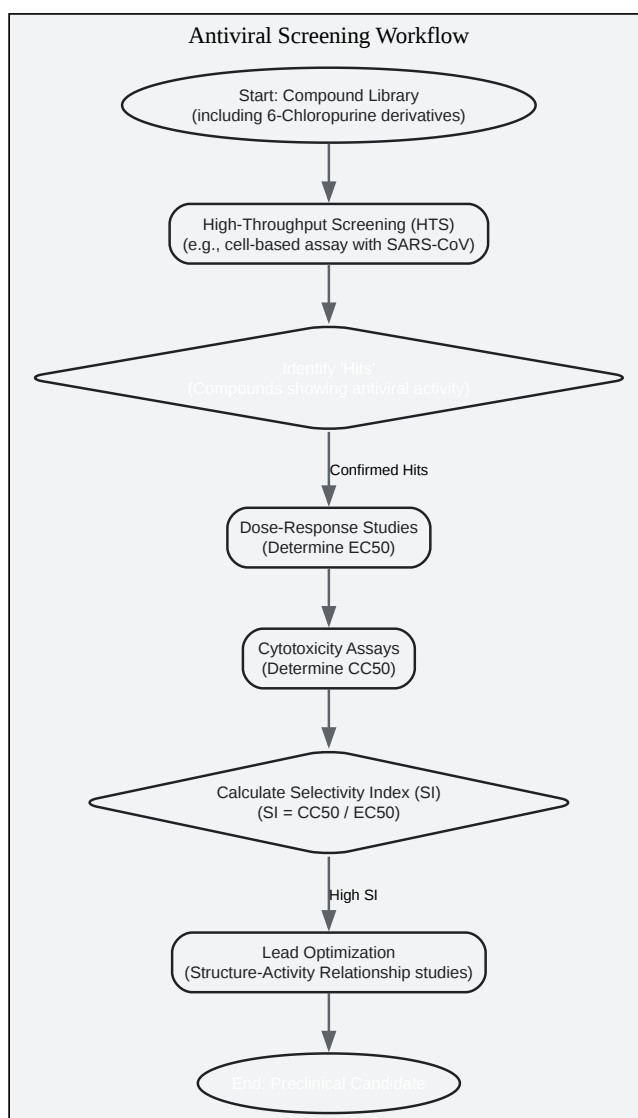 Antiviral Screening Workflow
Start: Compound Library
(including 6-Chloropurine derivatives)
High-Throughput Screening (HTS)
(e.g., cell-based assay with SARS-CoV)
Identify 'Hits'
(Compounds showing antiviral activity)
Confirmed Hits
Dose-Response Studies
(Determine EC50)
Cytotoxicity Assays
(Determine CC50)
Calculate Selectivity Index (SI)
(SI = CC50 / EC50)
High SI
Lead Optimization
(Structure-Activity Relationship studies)
End: Preclinical Candidate